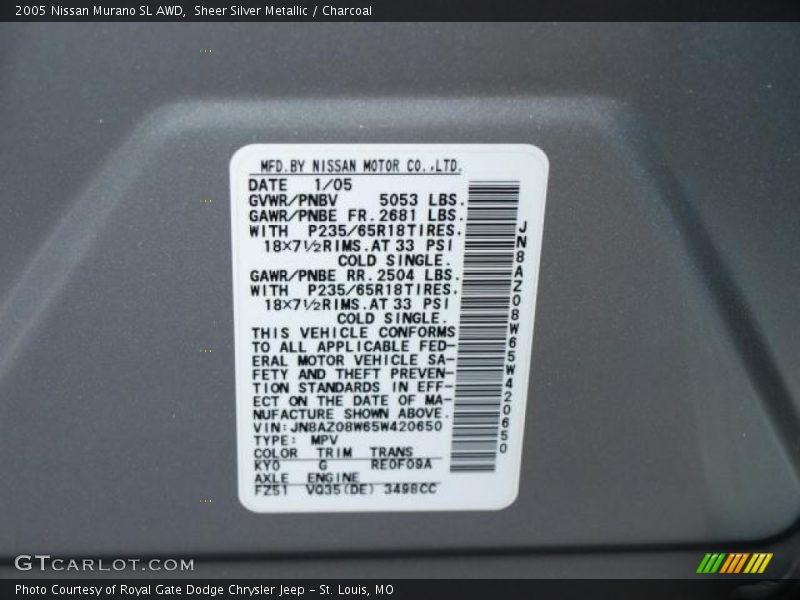 2005 Nissan Murano SL AWD,  Sheer Silver Metallic / Charcoal
MFD.BY NISSAN MOTOR CO.,LTD.
DATE 1/05
GVWR/PNBV 5053 LBS.
GAWR/PNBE FR. 2681 LBS.
WITH P235/65R18TIRES.
18×7½RIMS.AT 33 PSI
COLD SINGLE.
GAWR/PNBE RR. 2504 LBS.
WITH P235/65R18TIRES.
18×7½RIMS.AT 33 PSI
COLD SINGLE.
THIS VEHICLE CONFORMS
TO ALL APPLICABLE FED-
ERAL MOTOR VEHICLE SA-
FETY AND THEFT PREVEN-
TION STANDARDS IN EFF-
ECT ON THE DATE OF MA-
NUFACTURE SHOWN ABOVE.
VIN:JN8AZ08W65W420650
TYPE: MPV
COLOR TRIM TRANS
KY0 G RE0F09A
AXLE ENGINE
FZ51 VQ35(DE) 3498CC
JN8AZ08W65W420650
GTCARLOT.COM
Photo Courtesy of Royal Gate Dodge Chrysler Jeep - St. Louis, MO